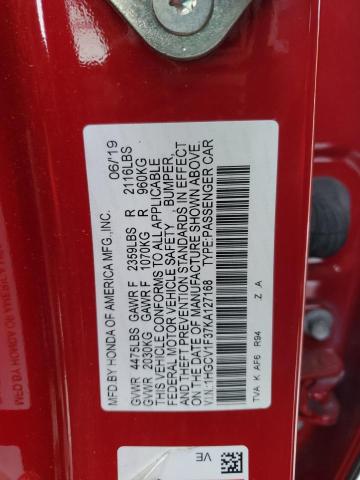 MFD.BY HONDA OF AMERICA MFG.,INC. 06/19
GVWR 4475LBS GAWR F 2359LBS R 2116LBS
GVWR 2030KG GAWR F 1070KG R 960KG
THIS VEHICLE CONFORMS TO ALL APPLICABLE
FEDERAL MOTOR VEHICLE SAFETY , BUMPER,
AND THEFT PREVENTION STANDARDS IN EFFECT
ON THE DATE OF MANUFACTURE SHOWN ABOVE.
V.I.N.:1HGCV1F37KA127168 TYPE:PASSENGER CAR
TVA K AF6 R94 Z A
VE